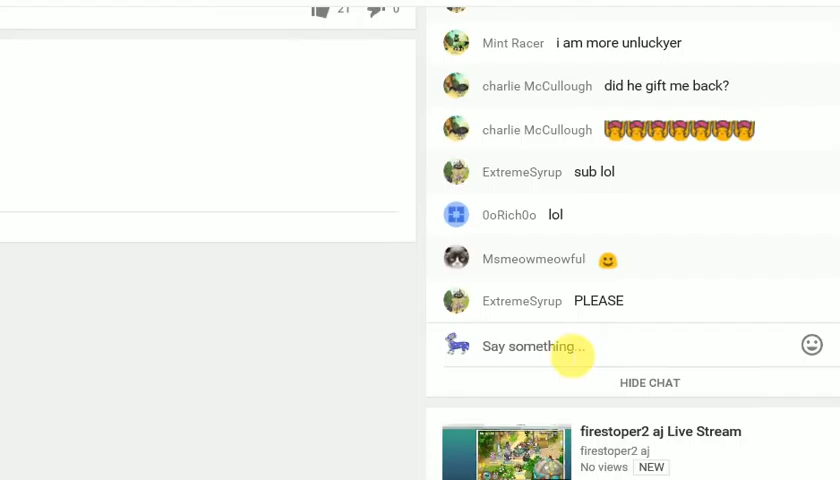 21 0
Mint Racer i am more unluckyer
charlie McCullough did he gift me back?
charlie McCullough
ExtremeSyrup sub lol
0oRich0o lol
Msmeowmeowful
ExtremeSyrup PLEASE
Say something...
HIDE CHAT
firestoper2 aj Live Stream
firestoper2 aj
No views NEW